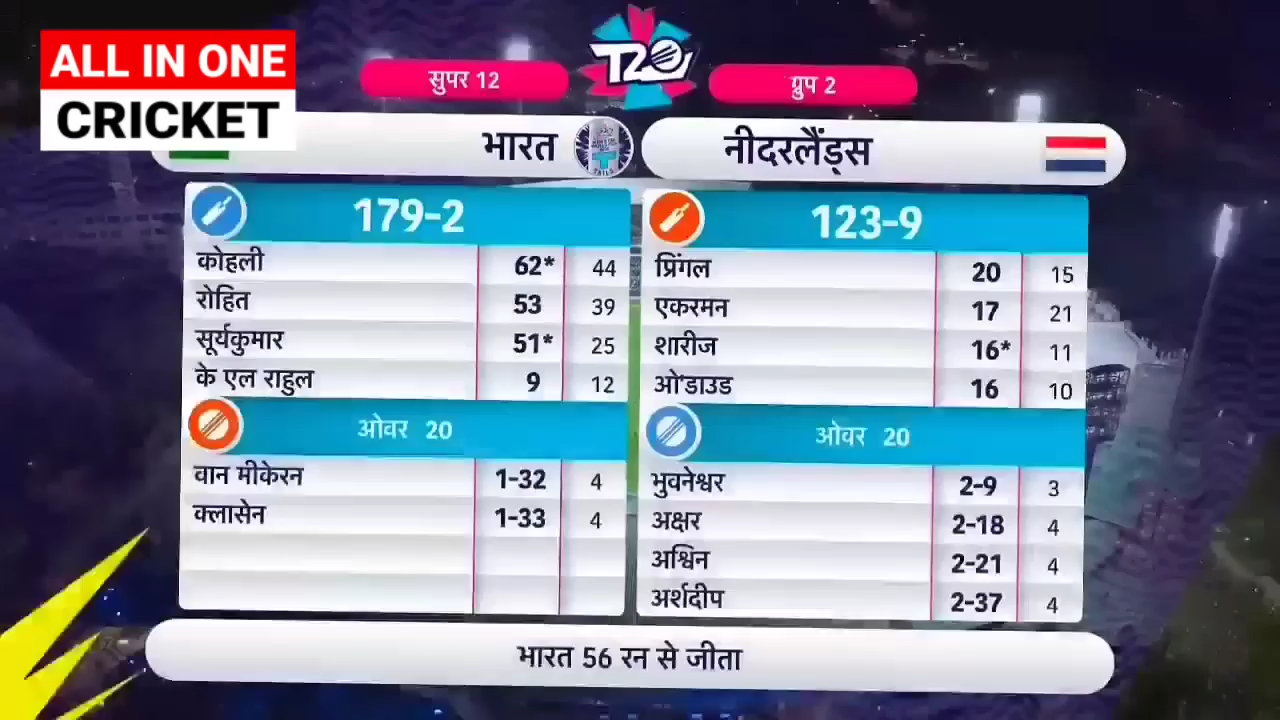 ALL IN ONE
CRICKET
T20
सुपर 12
ग्रुप 2
भारत
नीदरलैंड्स
179-2
कोहली 62* 44
रोहित 53 39
सूर्यकुमार 51* 25
के एल राहुल 9 12
ओवर 20
वान मीकेरन 1-32 4
क्लासेन 1-33 4
123-9
प्रिंगल 20 15
एकरमन 17 21
शारीज 16* 11
ओ'डाउड 16 10
ओवर 20
भुवनेश्वर 2-9 3
अक्षर 2-18 4
अश्विन 2-21 4
अर्शदीप 2-37 4
भारत 56 रन से जीता